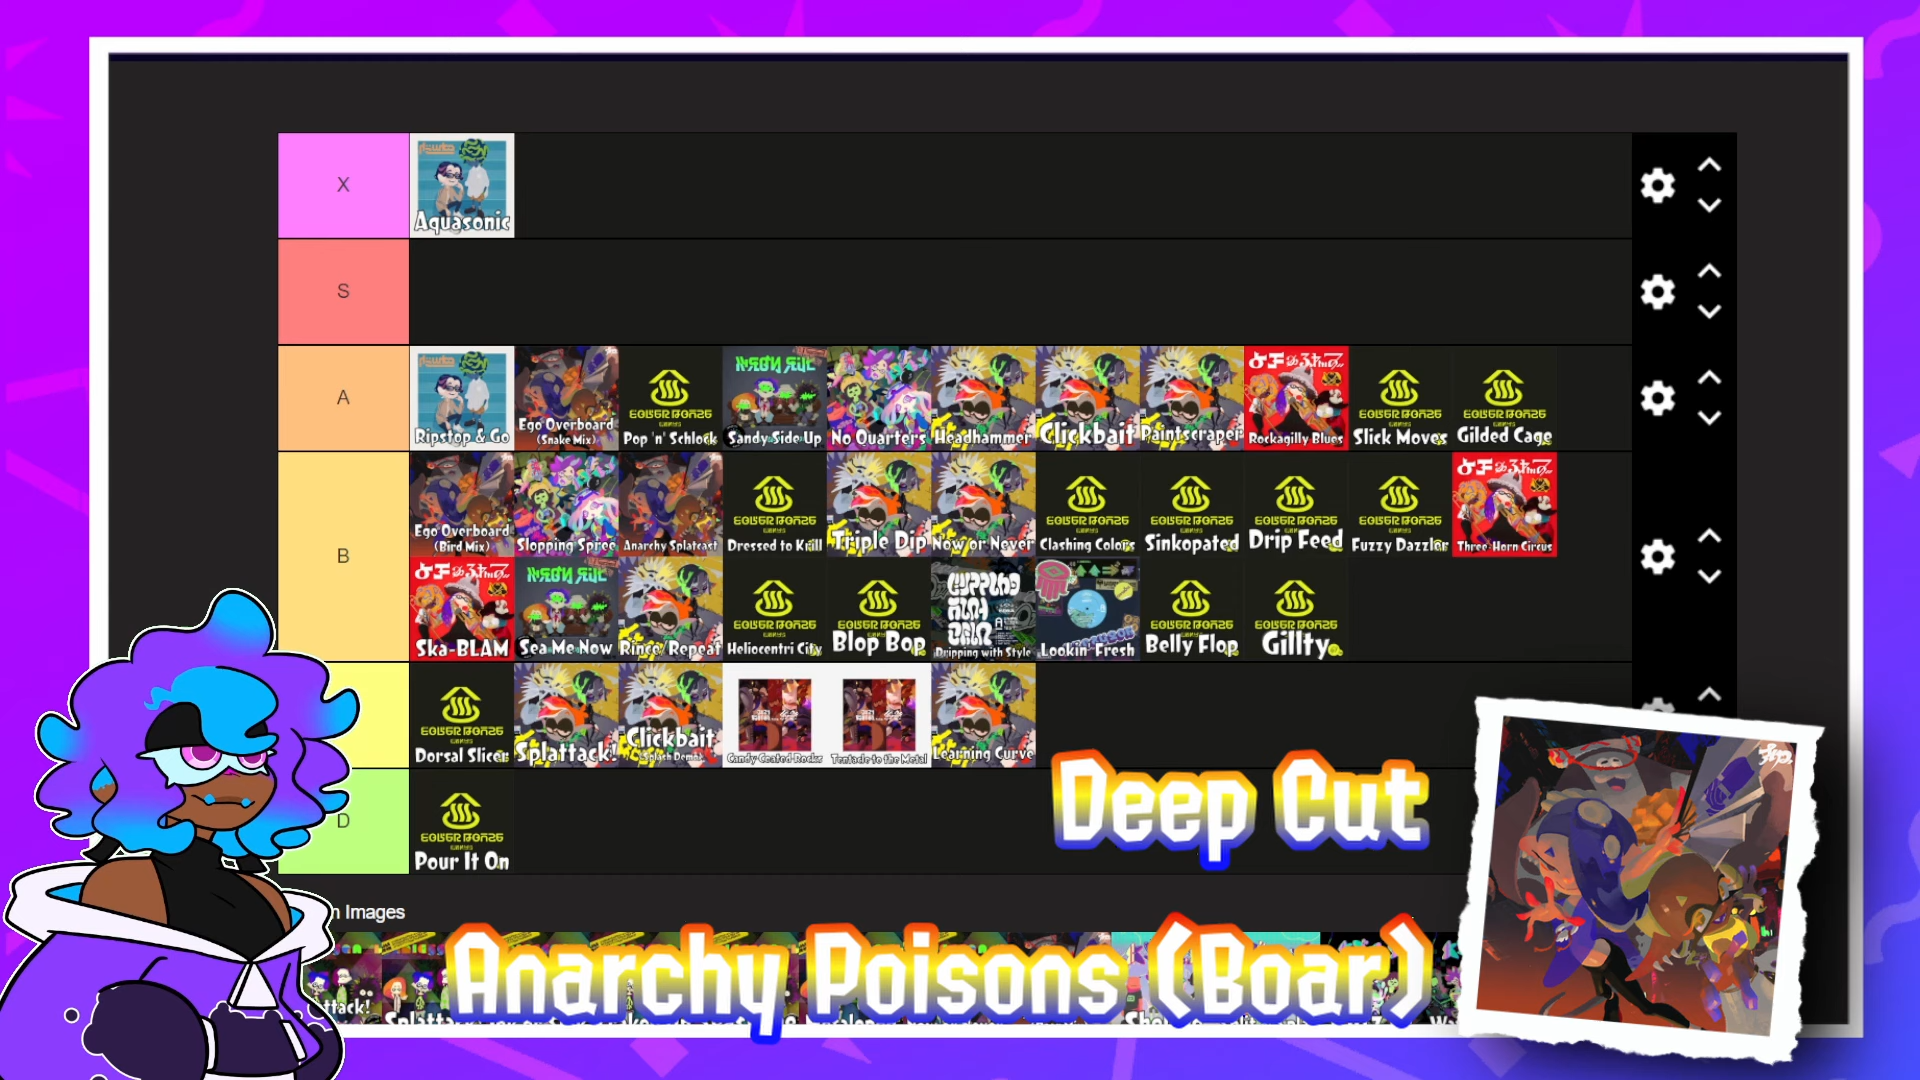 X
Aquasonic
S
A
Ripstop & Go
Ego Overboard
(Snake Mix)
Pop 'n' Schlock
Sandy Side Up
No Quarters
Headhammer
Clickbait
Paintscraper
Rockagilly Blues
Slick Moves
Gilded Cage
B
Ego Overboard
(Bird Mix)
Slopping Spree
Anarchy Splatcast
Dressed to Krill
Triple Dip
Now or Never
Clashing Colors
Sinkopated
Drip Feed
Fuzzy Dazzler
Three-Horn Circus
Ska-BLAM
Sea Me Now
Rince/Repeat
Heliocentri City
Blop Bop
Dripping with Style
Lookin' Fresh
Belly Flop
Gillty
Dorsal Slicer
Splattack!
Clickbait
(Splash Demo)
Candy Coated Rocks
Tentacle to the Metal
Learning Curve
D
Pour It On
Deep Cut
n Images
Anarchy Poisons (Boar)
ttack!